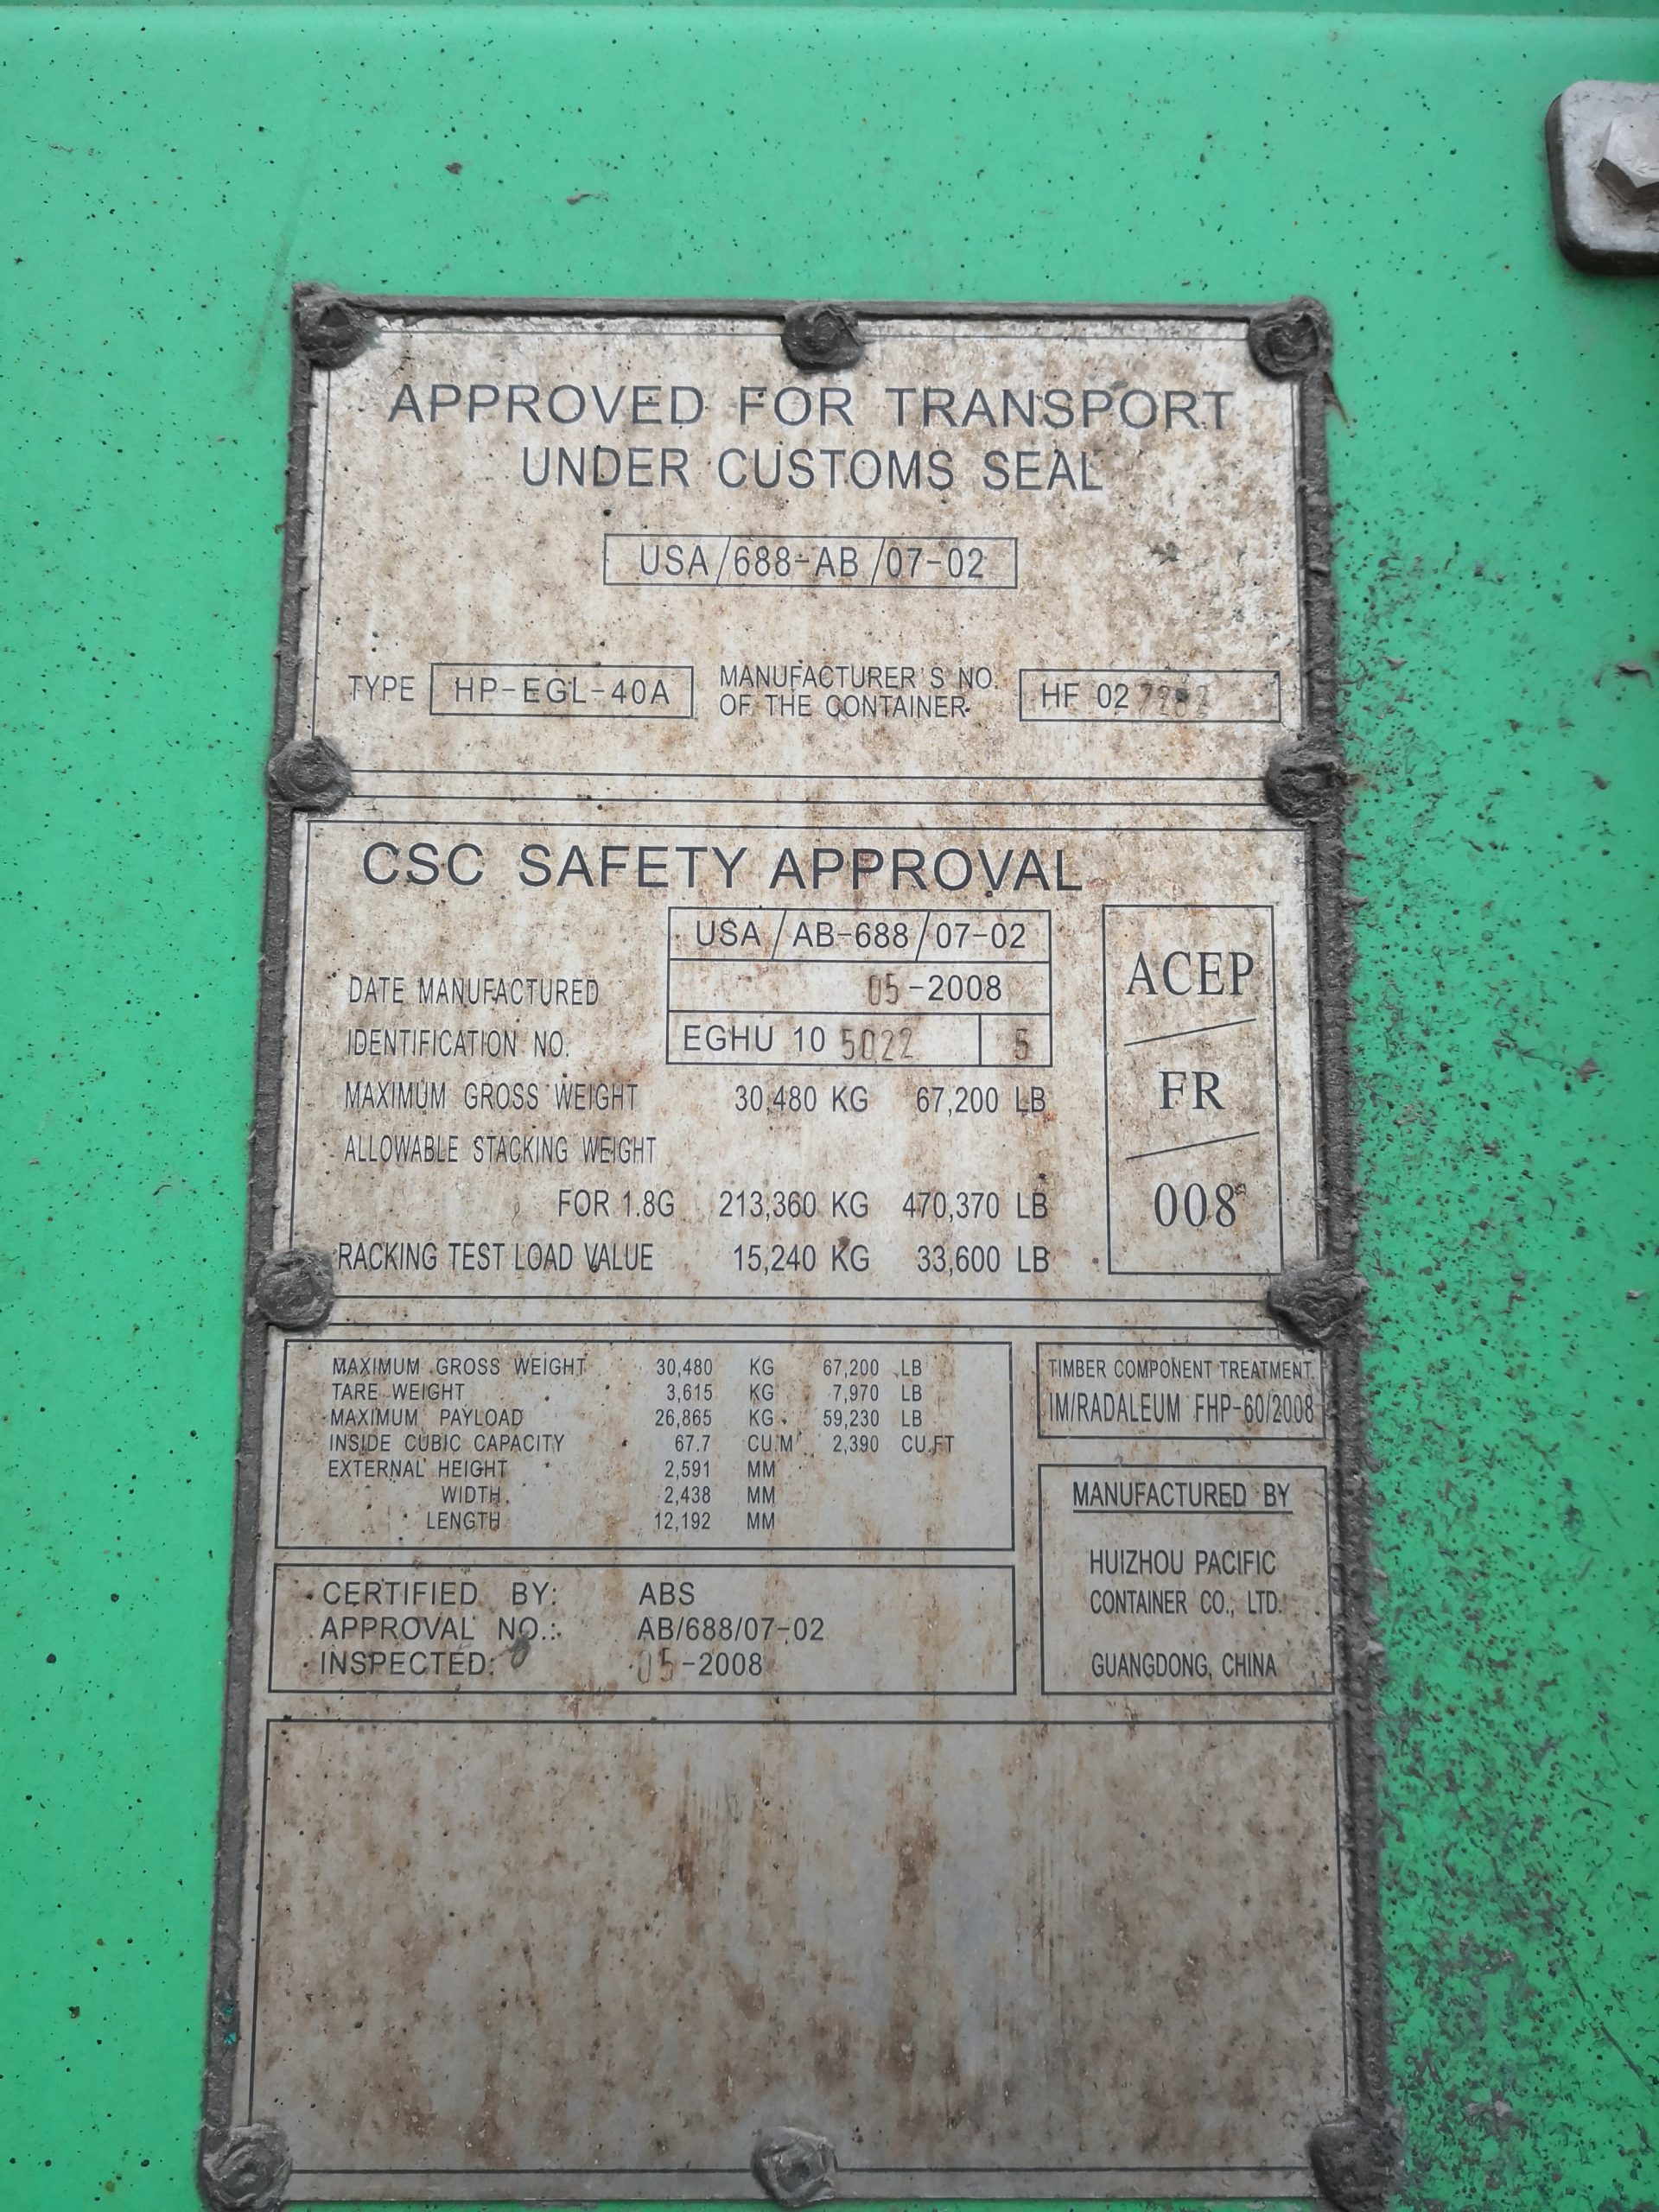 APPROVED FOR TRANSPORT
UNDER CUSTOMS SEAL
USA/688-AB/07-02
TYPE HP-EGL-40A MANUFACTURER'S NO. OF THE CONTAINER HF 02
CSC SAFETY APPROVAL
USA/AB-688/07-02
DATE MANUFACTURED 05-2008
IDENTIFICATION NO. EGHU 10 5022 5
MAXIMUM GROSS WEIGHT 30,480 KG 67,200 LB
ALLOWABLE STACKING WEIGHT
FOR 1.8G 213,360 KG 470,370 LB
RACKING TEST LOAD VALUE 15,240 KG 33,600 LB
ACEP
/
FR
/
008
MAXIMUM GROSS WEIGHT 30,480 KG 67,200 LB
TARE WEIGHT 3,615 KG 7,970 LB
MAXIMUM PAYLOAD 26,865 KG 59,230 LB
INSIDE CUBIC CAPACITY 67.7 CU.M 2,390 CU.FT
EXTERNAL HEIGHT 2,591 MM
WIDTH 2,438 MM
LENGTH 12,192 MM
TIMBER COMPONENT TREATMENT
IM/RADALEUM FHP-60/2008
CERTIFIED BY: ABS
APPROVAL NO.: AB/688/07-02
INSPECTED: 05-2008
MANUFACTURED BY
HUIZHOU PACIFIC
CONTAINER CO., LTD.
GUANGDONG, CHINA